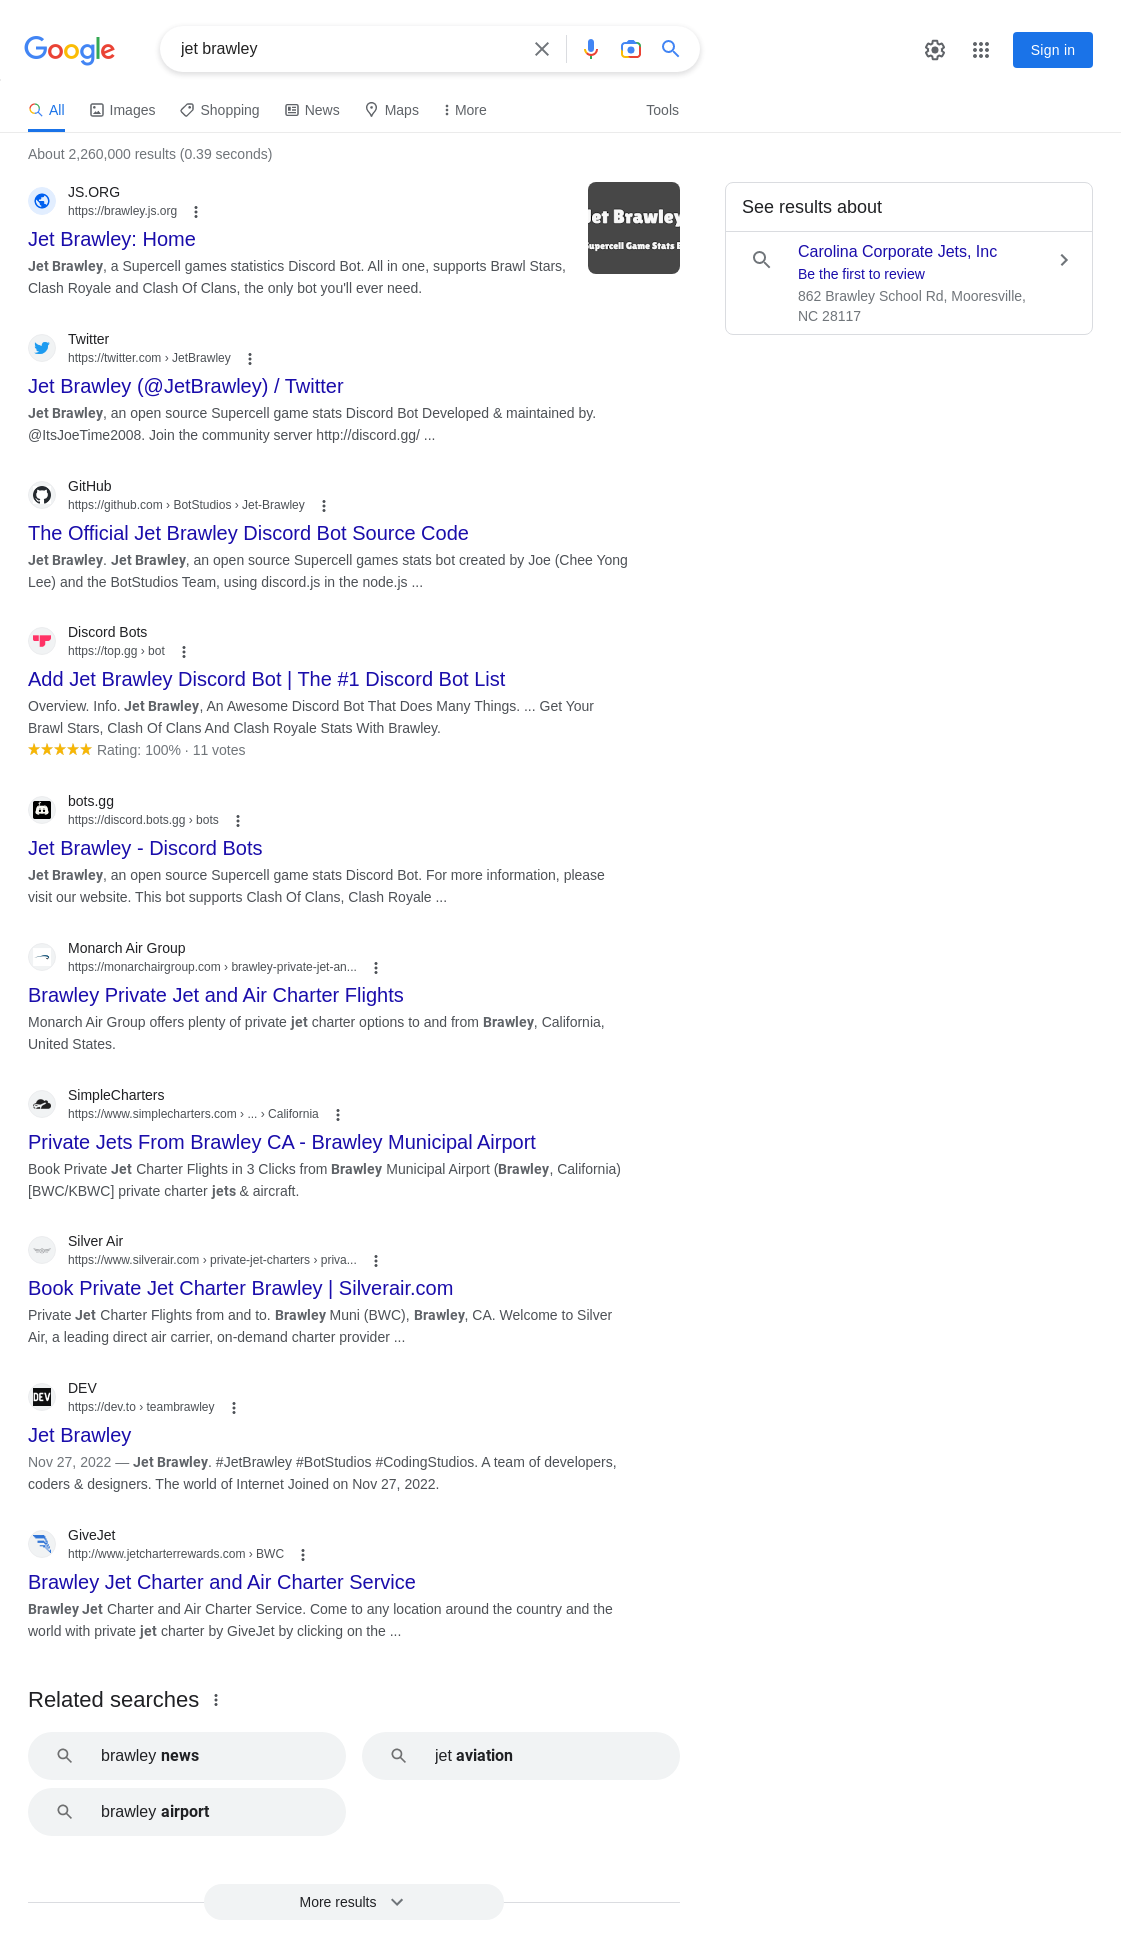 Google
jet brawley
Sign in
All
Images
Shopping
News
Maps
More
Tools
About 2,260,000 results (0.39 seconds)
JS.ORG
https://brawley.js.org
Jet Brawley: Home
Jet Brawley, a Supercell games statistics Discord Bot. All in one, supports Brawl Stars,
Clash Royale and Clash Of Clans, the only bot you'll ever need.
Jet Brawley
Supercell Game Stats B
See results about
Carolina Corporate Jets, Inc
Be the first to review
862 Brawley School Rd, Mooresville,
NC 28117
Twitter
https://twitter.com › JetBrawley
Jet Brawley (@JetBrawley) / Twitter
Jet Brawley, an open source Supercell game stats Discord Bot Developed & maintained by.
@ItsJoeTime2008. Join the community server http://discord.gg/ ...
GitHub
https://github.com › BotStudios › Jet-Brawley
The Official Jet Brawley Discord Bot Source Code
Jet Brawley. Jet Brawley, an open source Supercell games stats bot created by Joe (Chee Yong
Lee) and the BotStudios Team, using discord.js in the node.js ...
Discord Bots
https://top.gg › bot
Add Jet Brawley Discord Bot | The #1 Discord Bot List
Overview. Info. Jet Brawley, An Awesome Discord Bot That Does Many Things. ... Get Your
Brawl Stars, Clash Of Clans And Clash Royale Stats With Brawley.
Rating: 100% · 11 votes
bots.gg
https://discord.bots.gg › bots
Jet Brawley - Discord Bots
Jet Brawley, an open source Supercell game stats Discord Bot. For more information, please
visit our website. This bot supports Clash Of Clans, Clash Royale ...
Monarch Air Group
https://monarchairgroup.com › brawley-private-jet-an...
Brawley Private Jet and Air Charter Flights
Monarch Air Group offers plenty of private jet charter options to and from Brawley, California,
United States.
SimpleCharters
https://www.simplecharters.com › ... › California
Private Jets From Brawley CA - Brawley Municipal Airport
Book Private Jet Charter Flights in 3 Clicks from Brawley Municipal Airport (Brawley, California)
[BWC/KBWC] private charter jets & aircraft.
Silver Air
https://www.silverair.com › private-jet-charters › priva...
Book Private Jet Charter Brawley | Silverair.com
Private Jet Charter Flights from and to. Brawley Muni (BWC), Brawley, CA. Welcome to Silver
Air, a leading direct air carrier, on-demand charter provider ...
DEV
DEV
https://dev.to › teambrawley
Jet Brawley
Nov 27, 2022 — Jet Brawley. #JetBrawley #BotStudios #CodingStudios. A team of developers,
coders & designers. The world of Internet Joined on Nov 27, 2022.
GiveJet
http://www.jetcharterrewards.com › BWC
Brawley Jet Charter and Air Charter Service
Brawley Jet Charter and Air Charter Service. Come to any location around the country and the
world with private jet charter by GiveJet by clicking on the ...
Related searches
brawley news
jet aviation
brawley airport
More results